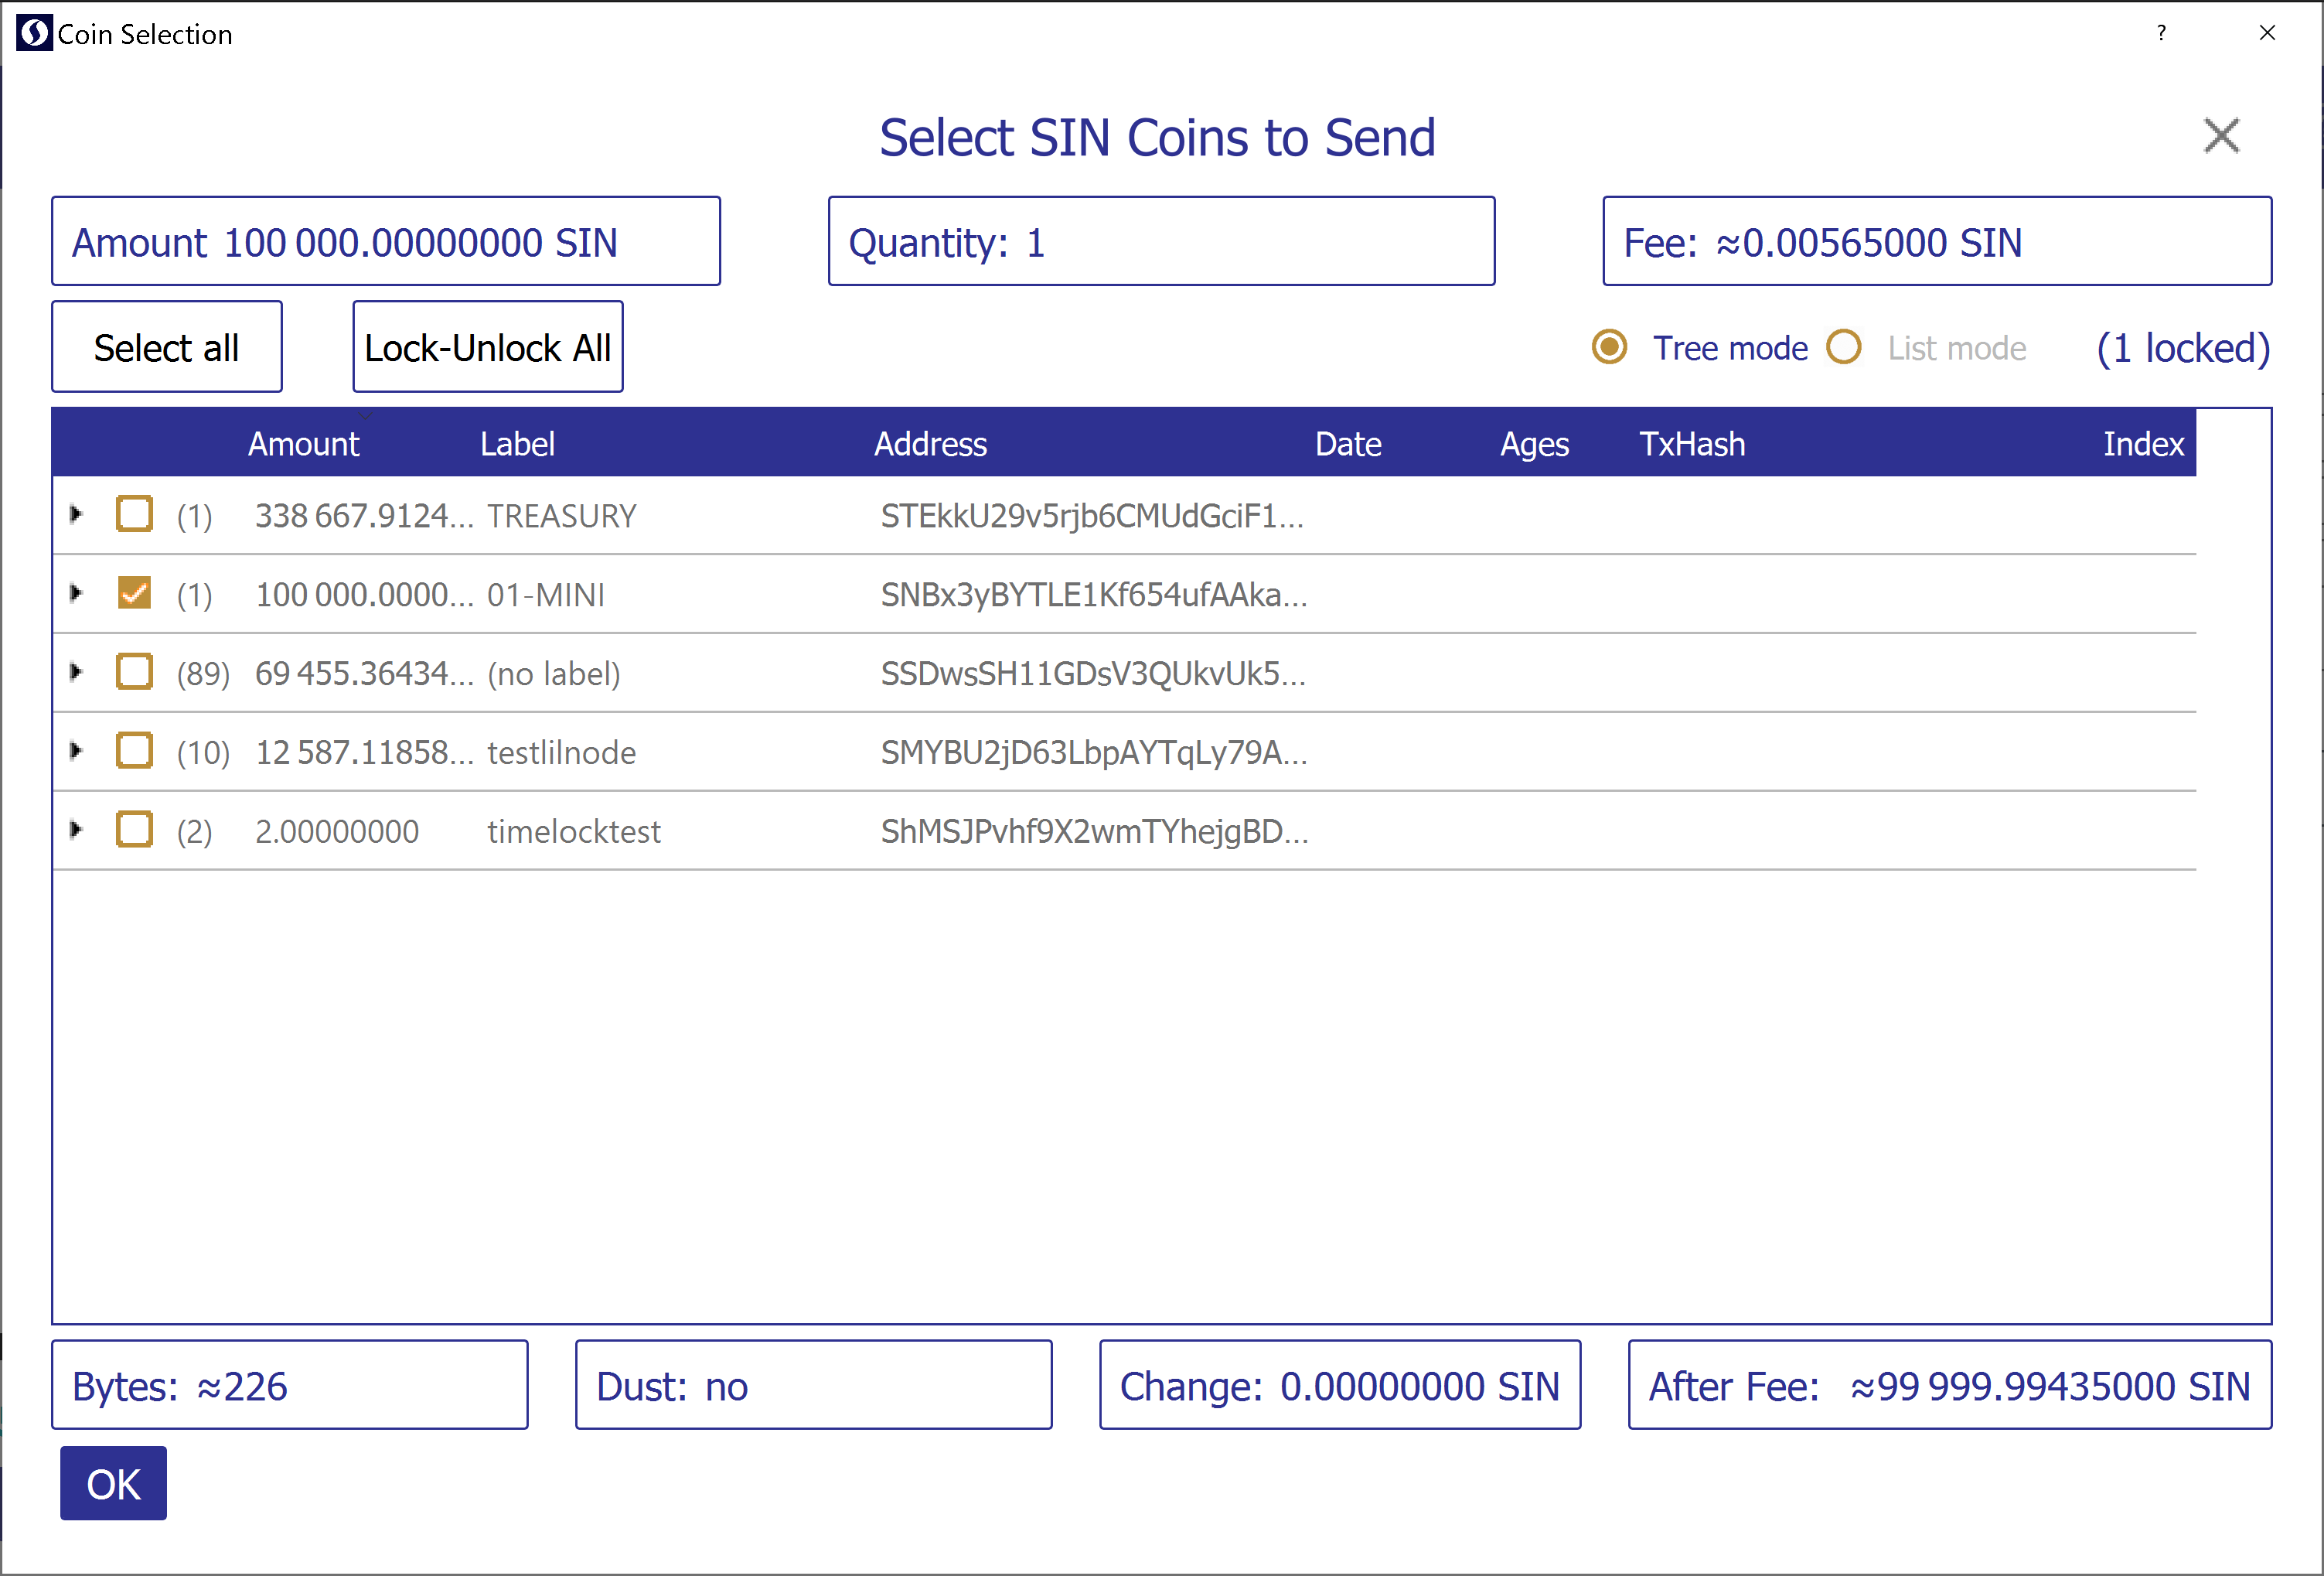 Coin Selection
?
Select SIN Coins to Send
Amount 100 000.00000000 SIN
Quantity: 1
Fee: ≈0.00565000 SIN
Select all
Lock-Unlock All
Tree mode
List mode
(1 locked)
Amount Label Address Date Ages TxHash Index
(1) 338 667.9124... TREASURY STEkkU29v5rjb6CMUdGciF1...
(1) 100 000.0000... 01-MINI SNBx3yBYTLE1Kf654ufAAka...
(89) 69 455.36434... (no label) SSDwsSH11GDsV3QUkvUk5...
(10) 12 587.11858... testlilnode SMYBU2jD63LbpAYTqLy79A...
(2) 2.00000000 timelocktest ShMSJPvhf9X2wmTYhejgBD...
Bytes: ≈226
Dust: no
Change: 0.00000000 SIN
After Fee: ≈99 999.99435000 SIN
OK